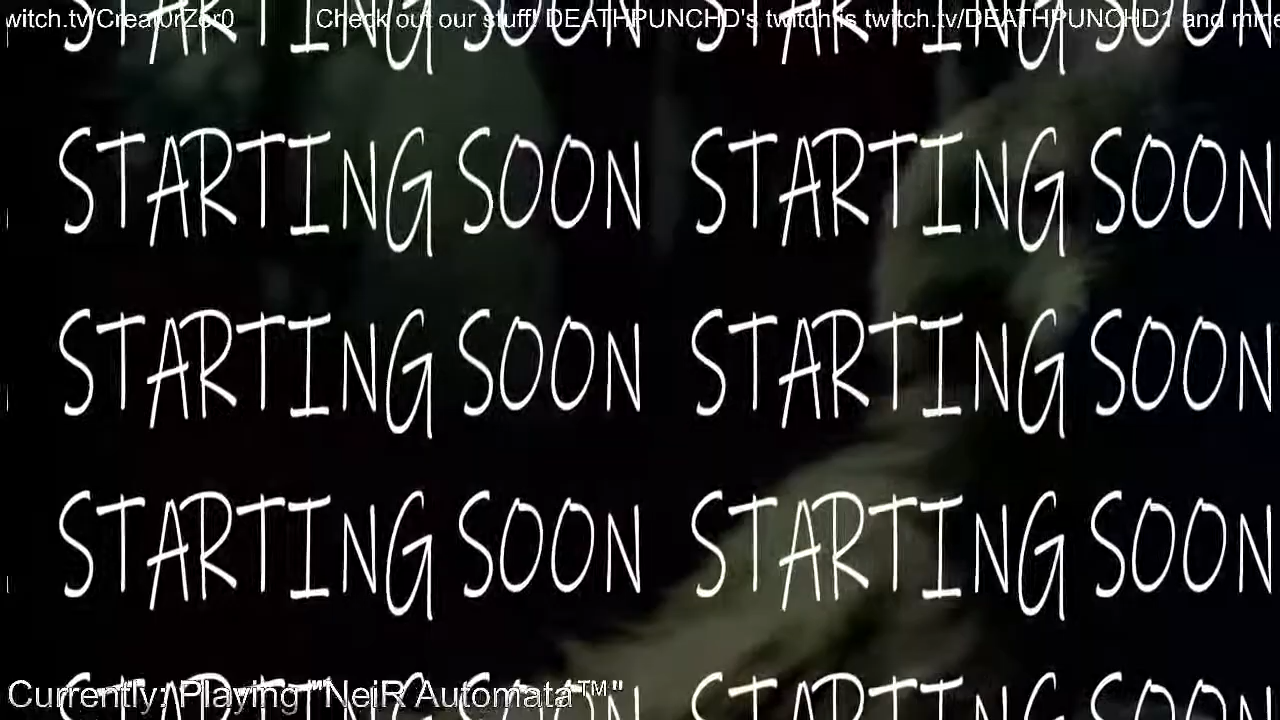 witch.tv/Creat0rZer0 Check out our stuff! DEATHPUNCHD's twitch is twitch.tv/DEATHPUNCHD1 and mine
STARTING SOON STARTING SOON
STARTING SOON STARTING SOON
STARTING SOON STARTING SOON
STARTING SOON STARTING SOON
STARTING SOON STARTING SOON
Currently: Playing "NeiR Automata™"